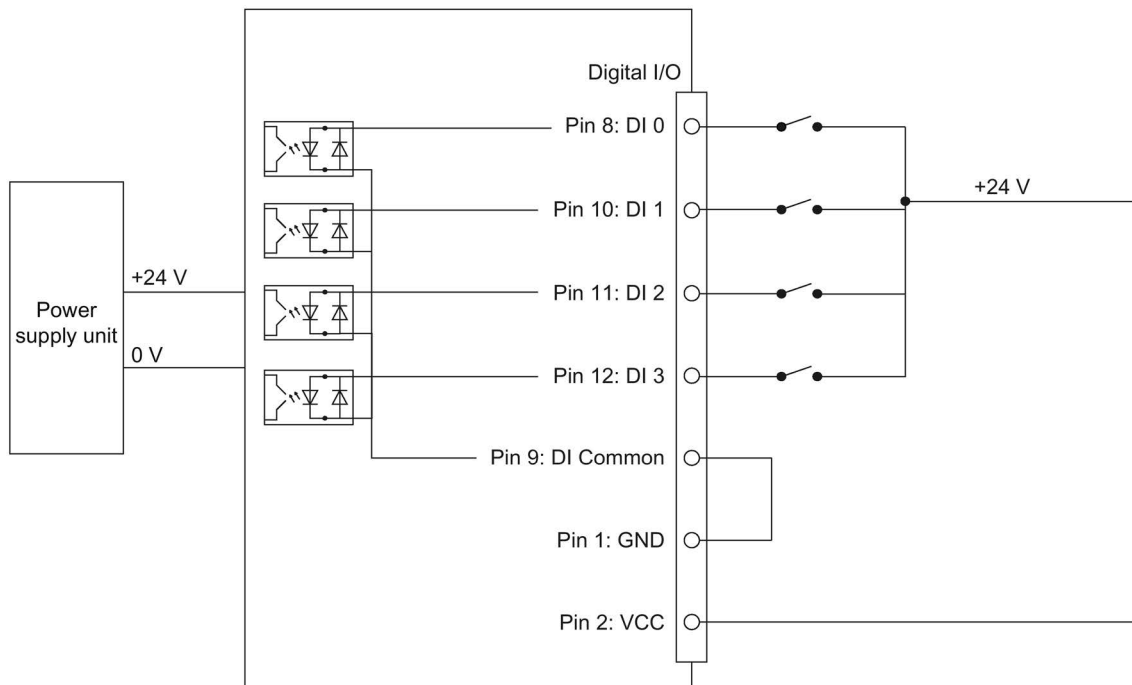 Digital I/O
Pin 8: DI 0
+24 V
Pin 10: DI 1
+24 V
Pin 11: DI 2
Power
supply unit
0 V
Pin 12: DI 3
Pin 9: DI Common
Pin 1: GND
Pin 2: VCC